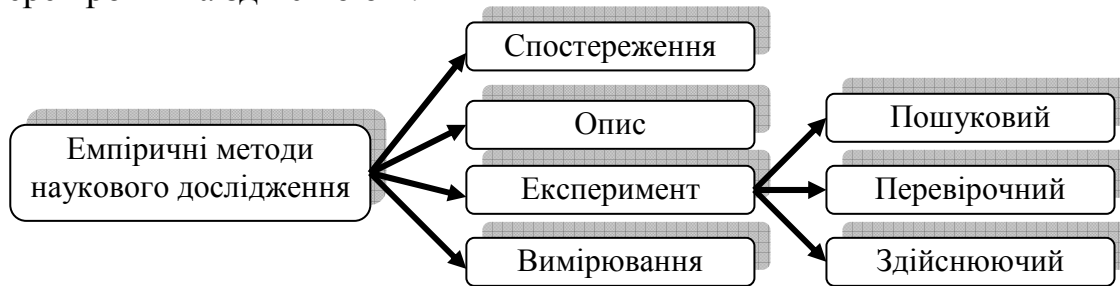 Спостереження
Опис
Пошуковий
Емпіричні методи
наукового дослідження
Експеримент
Перевірочний
Вимірювання
Здійснюючий